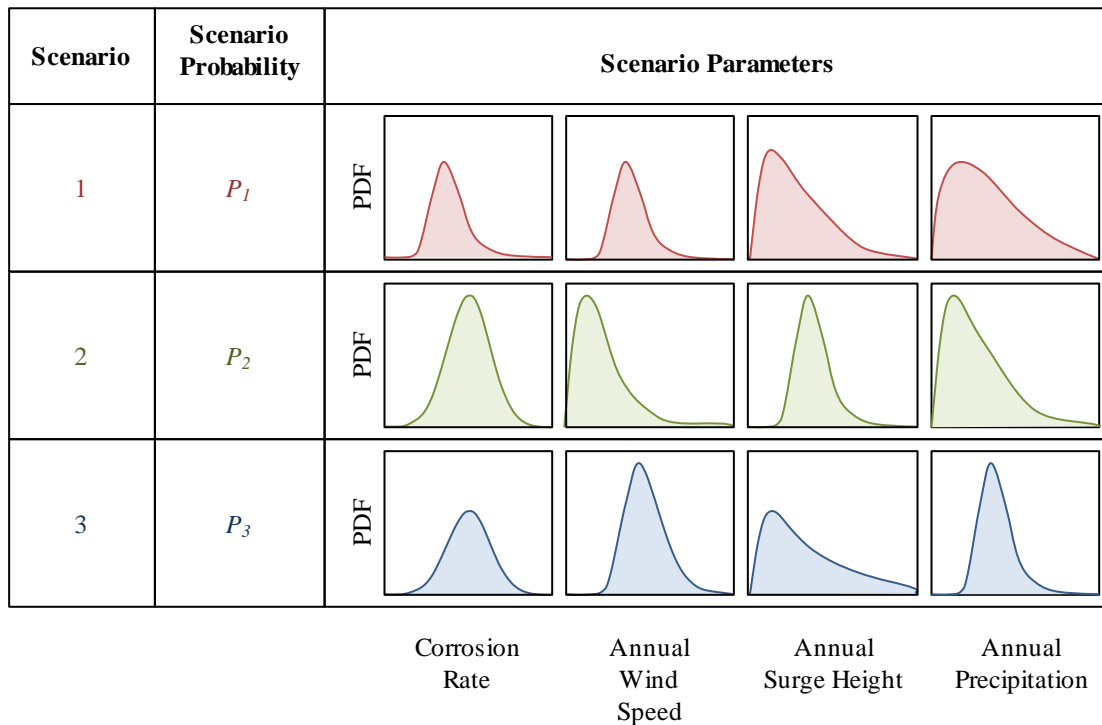 Scenario
Scenario
Probability
Scenario Parameters
1
P1
PDF
2
P2
PDF
3
P3
PDF
Corrosion
Rate
Annual
Wind
Speed
Annual
Surge Height
Annual
Precipitation